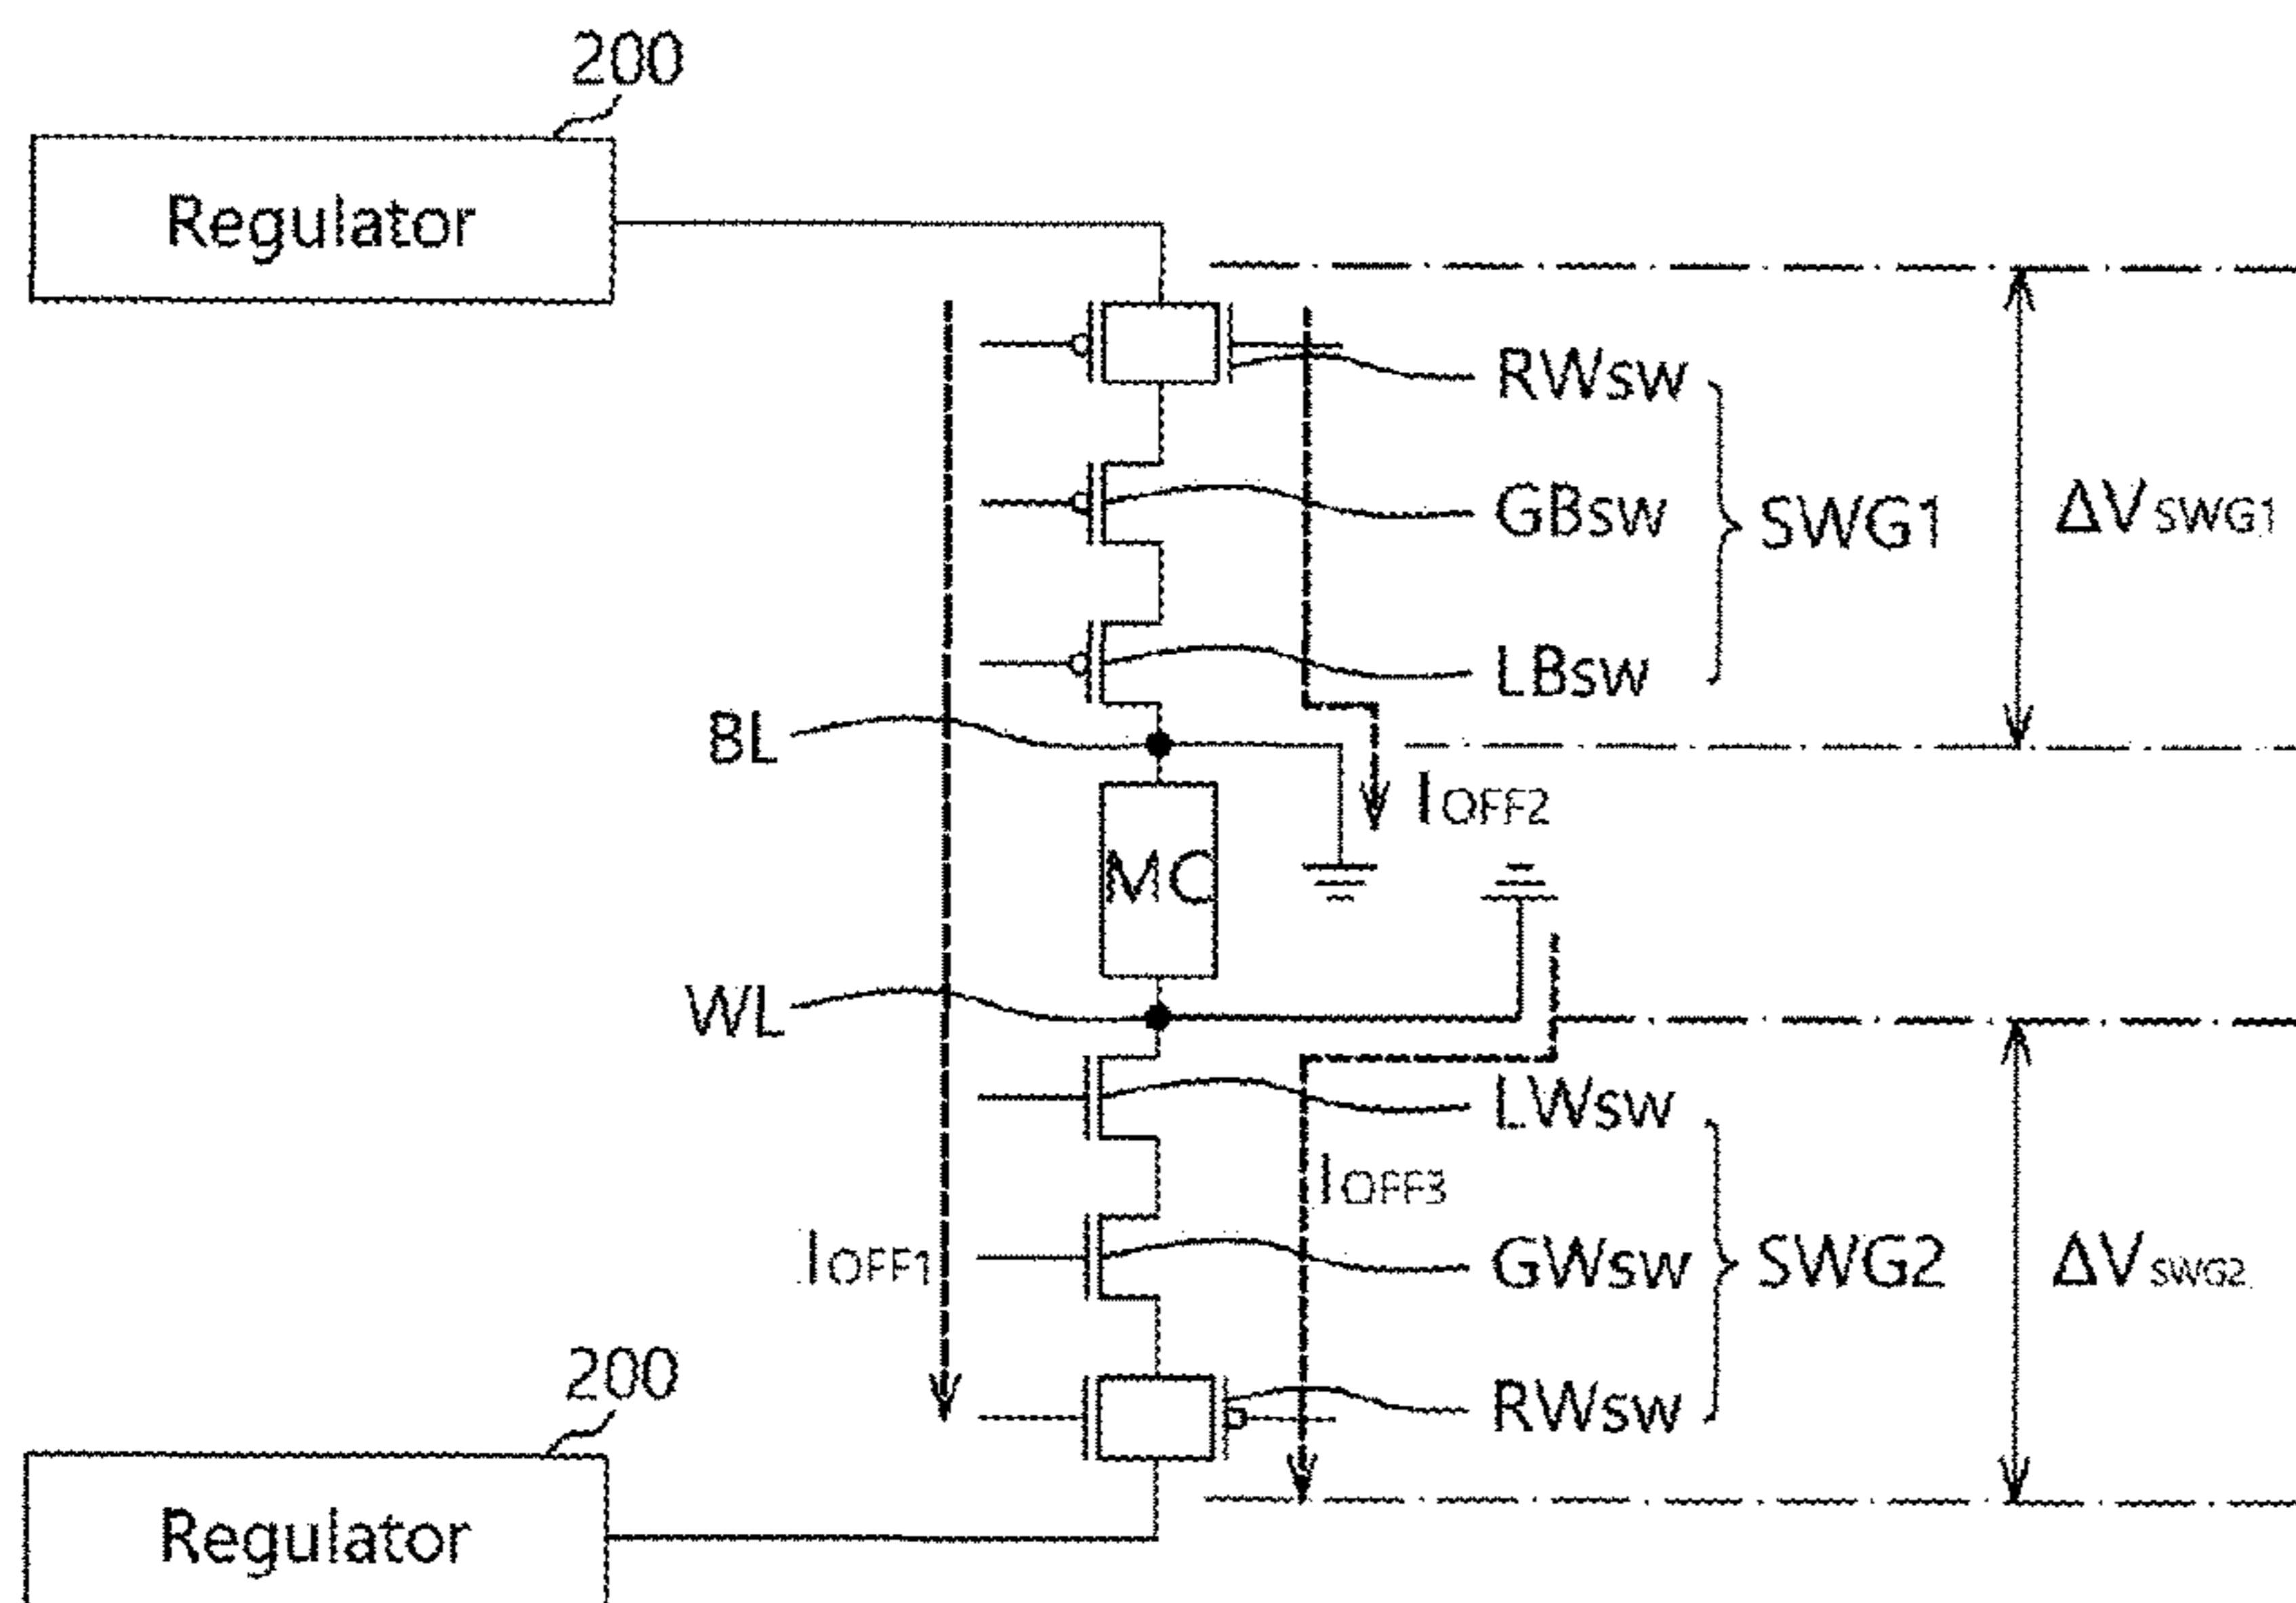 200
Regulator
RWsw
GBsw
SWG1
ΔVSWG1
LBsw
BL
IOFF2
MC
WL
LWsw
IOFF3
IOFF1
GWsw
SWG2
ΔVSWG2
200
RWsw
Regulator